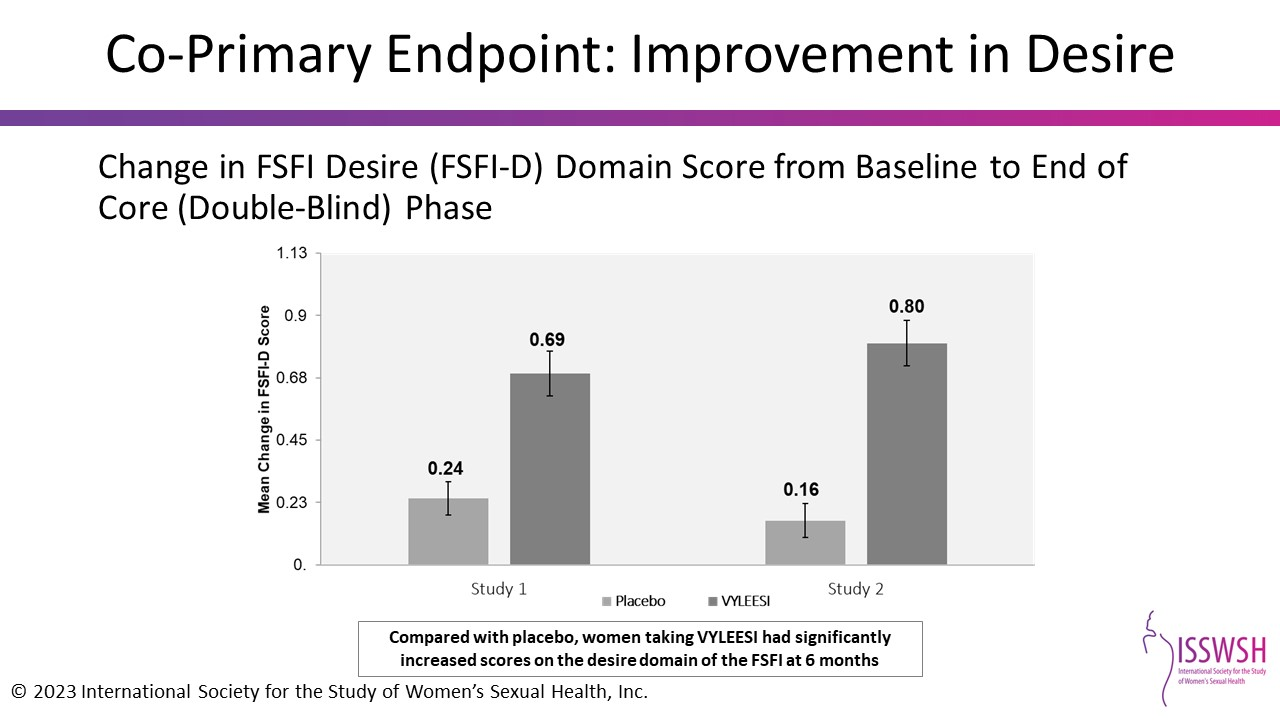 Co-Primary Endpoint: Improvement in Desire
Change in FSFI Desire (FSFI-D) Domain Score from Baseline to End of
Core (Double-Blind) Phase
Mean Change in FSFI-D Score
1.13
0.9
0.68
0.45
0.23
0.
0.24
0.69
0.16
0.80
Study 1
Study 2
Placebo
VYLEESI
Compared with placebo, women taking VYLEESI had significantly
increased scores on the desire domain of the FSFI at 6 months
ISSWSH
International Society for the Study
of Women's Sexual Health
© 2023 International Society for the Study of Women’s Sexual Health, Inc.